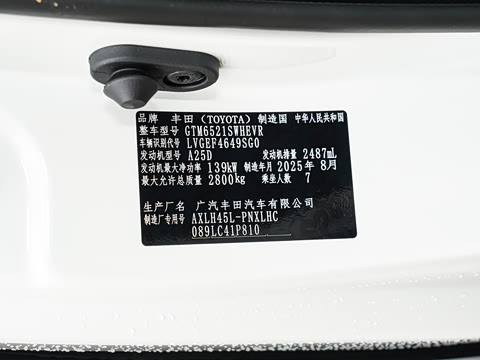 品牌 丰田 (TOYOTA) 制造国 中华人民共和国
整车型号 GTM6521SWHEVR
车辆识别代号 LVGEF4649SG0
发动机型号 A25D 发动机排量 2487mL
发动机最大净功率 139kW 制造年月 2025年 8月
最大允许总质量 2800kg 乘坐人数 7
生产厂名 广汽丰田汽车有限公司
制造厂专用号 AXLH45L-PNXLHC
089LC41P810